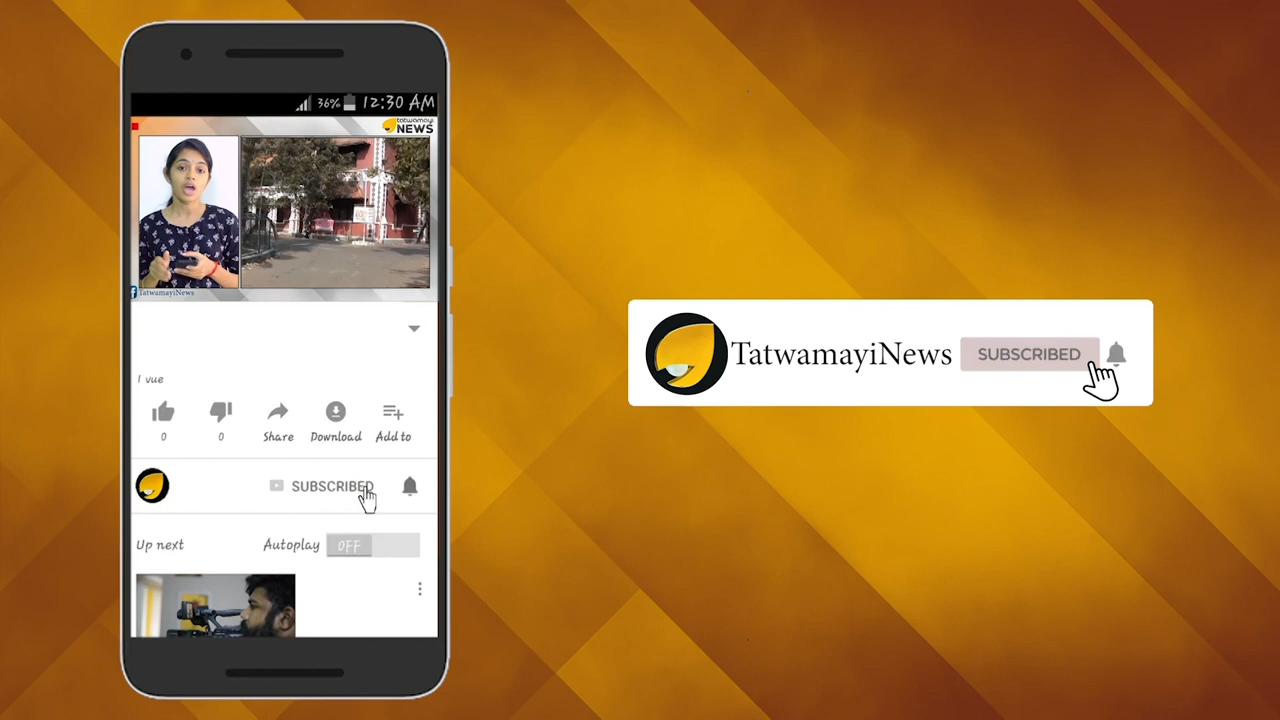 36% 12:30 AM
tatwamayi
NEWS
TatwamayiNews
1 vue
0 0 Share Download Add to
SUBSCRIBED
Up next Autoplay OFF
TatwamayiNews SUBSCRIBED